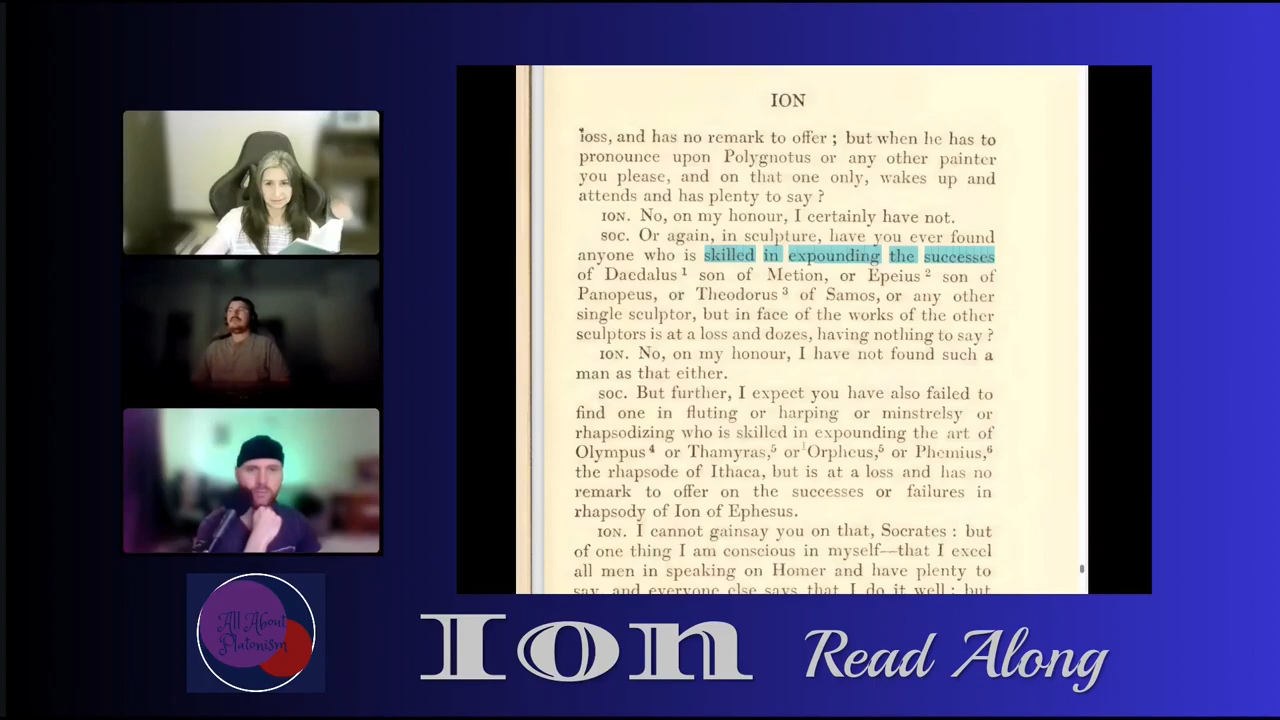 ION
loss, and has no remark to offer ; but when he has to
pronounce upon Polygnotus or any other painter
you please, and on that one only, wakes up and
attends and has plenty to say ?
ION. No, on my honour, I certainly have not.
SOC. Or again, in sculpture, have you ever found
anyone who is skilled in expounding the successes
of Daedalus ¹ son of Metion, or Epeius ² son of
Panopeus, or Theodorus ³ of Samos, or any other
single sculptor, but in face of the works of the other
sculptors is at a loss and dozes, having nothing to say ?
ION. No, on my honour, I have not found such a
man as that either.
SOC. But further, I expect you have also failed to
find one in fluting or harping or minstrelsy or
rhapsodizing who is skilled in expounding the art of
Olympus ⁴ or Thamyras,⁵ or Orpheus,⁵ or Phemius,⁶
the rhapsode of Ithaca, but is at a loss and has no
remark to offer on the successes or failures in
rhapsody of Ion of Ephesus.
ION. I cannot gainsay you on that, Socrates : but
of one thing I am conscious in myself—that I excel
all men in speaking on Homer and have plenty to
say, and everyone else says that I do it well ; but
All About
Platonism
Ion Read Along